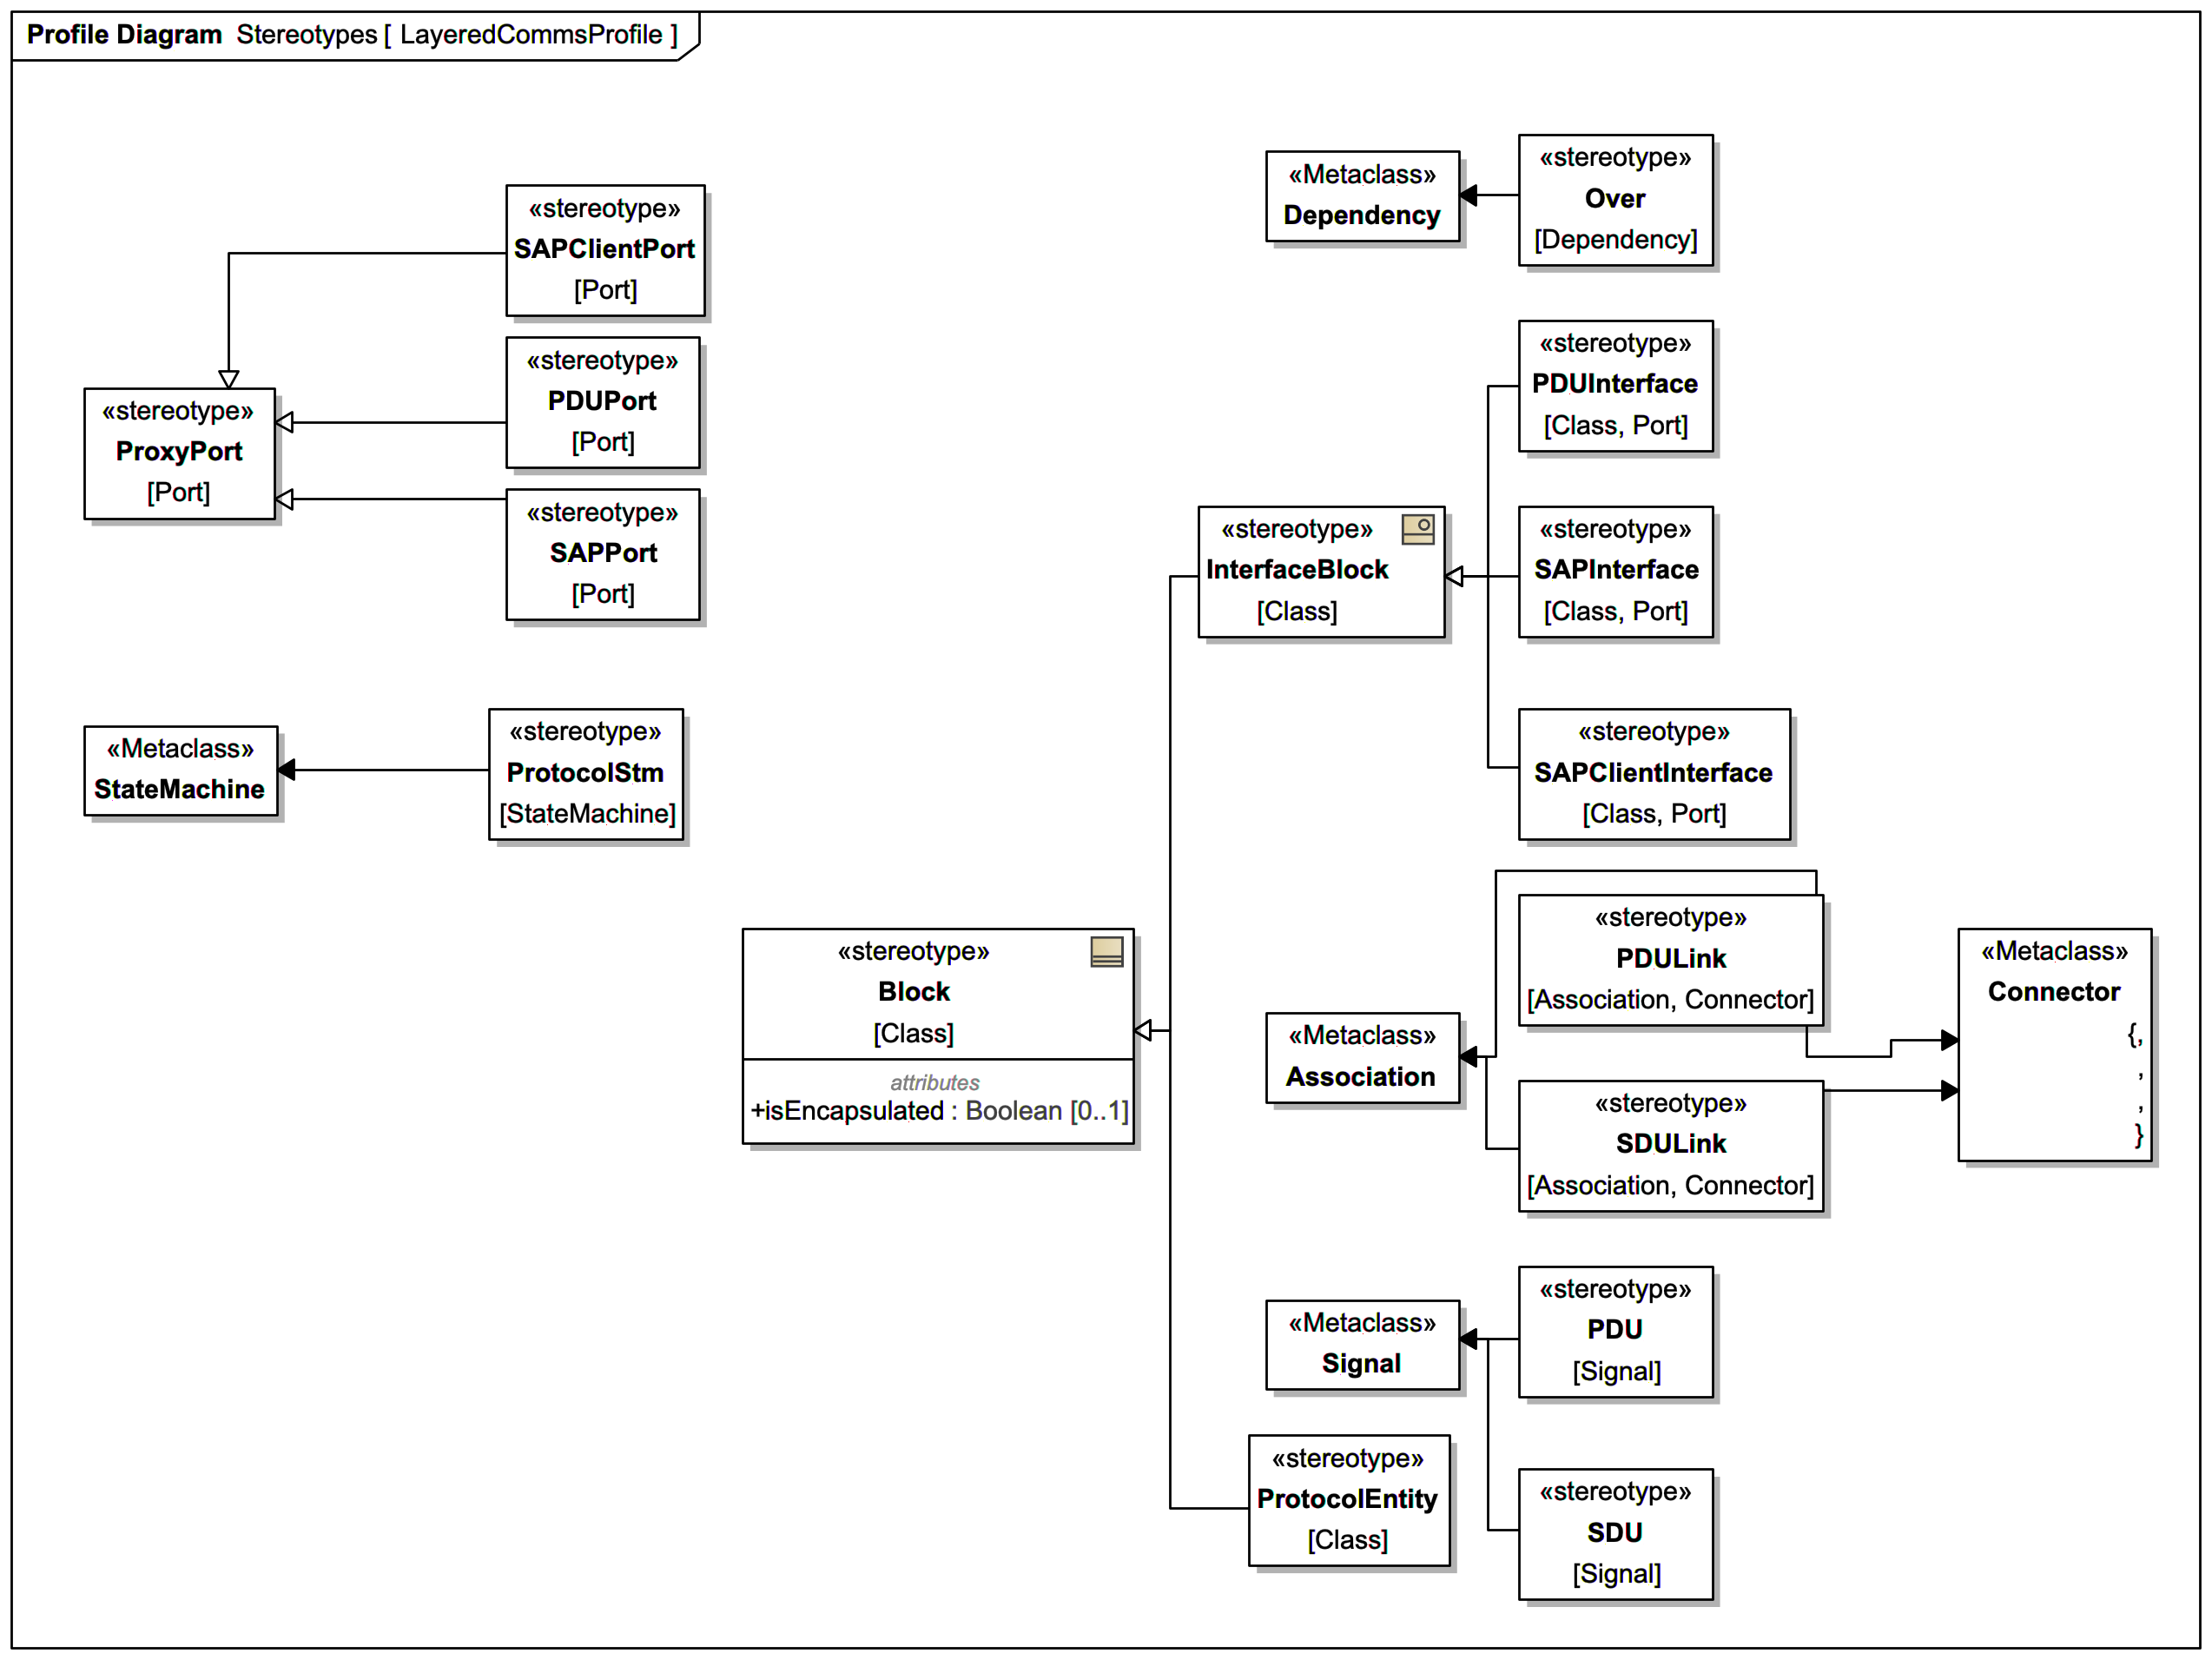 Profile Diagram Stereotypes [ LayeredCommsProfile ]
«stereotype»
SAPClientPort
[Port]
«stereotype»
PDUPort
[Port]
«stereotype»
ProxyPort
[Port]
«stereotype»
SAPPort
[Port]
«Metaclass»
StateMachine
«stereotype»
ProtocolStm
[StateMachine]
«Metaclass»
Dependency
«stereotype»
Over
[Dependency]
«stereotype»
PDUInterface
[Class, Port]
«stereotype»
InterfaceBlock
[Class]
«stereotype»
SAPInterface
[Class, Port]
«stereotype»
SAPClientInterface
[Class, Port]
«stereotype»
Block
[Class]
attributes
+isEncapsulated : Boolean [0..1]
«Metaclass»
Association
«stereotype»
PDULink
[Association, Connector]
«stereotype»
SDULink
[Association, Connector]
«Metaclass»
Connector
{,
,
,
}
«Metaclass»
Signal
«stereotype»
PDU
[Signal]
«stereotype»
ProtocolEntity
[Class]
«stereotype»
SDU
[Signal]